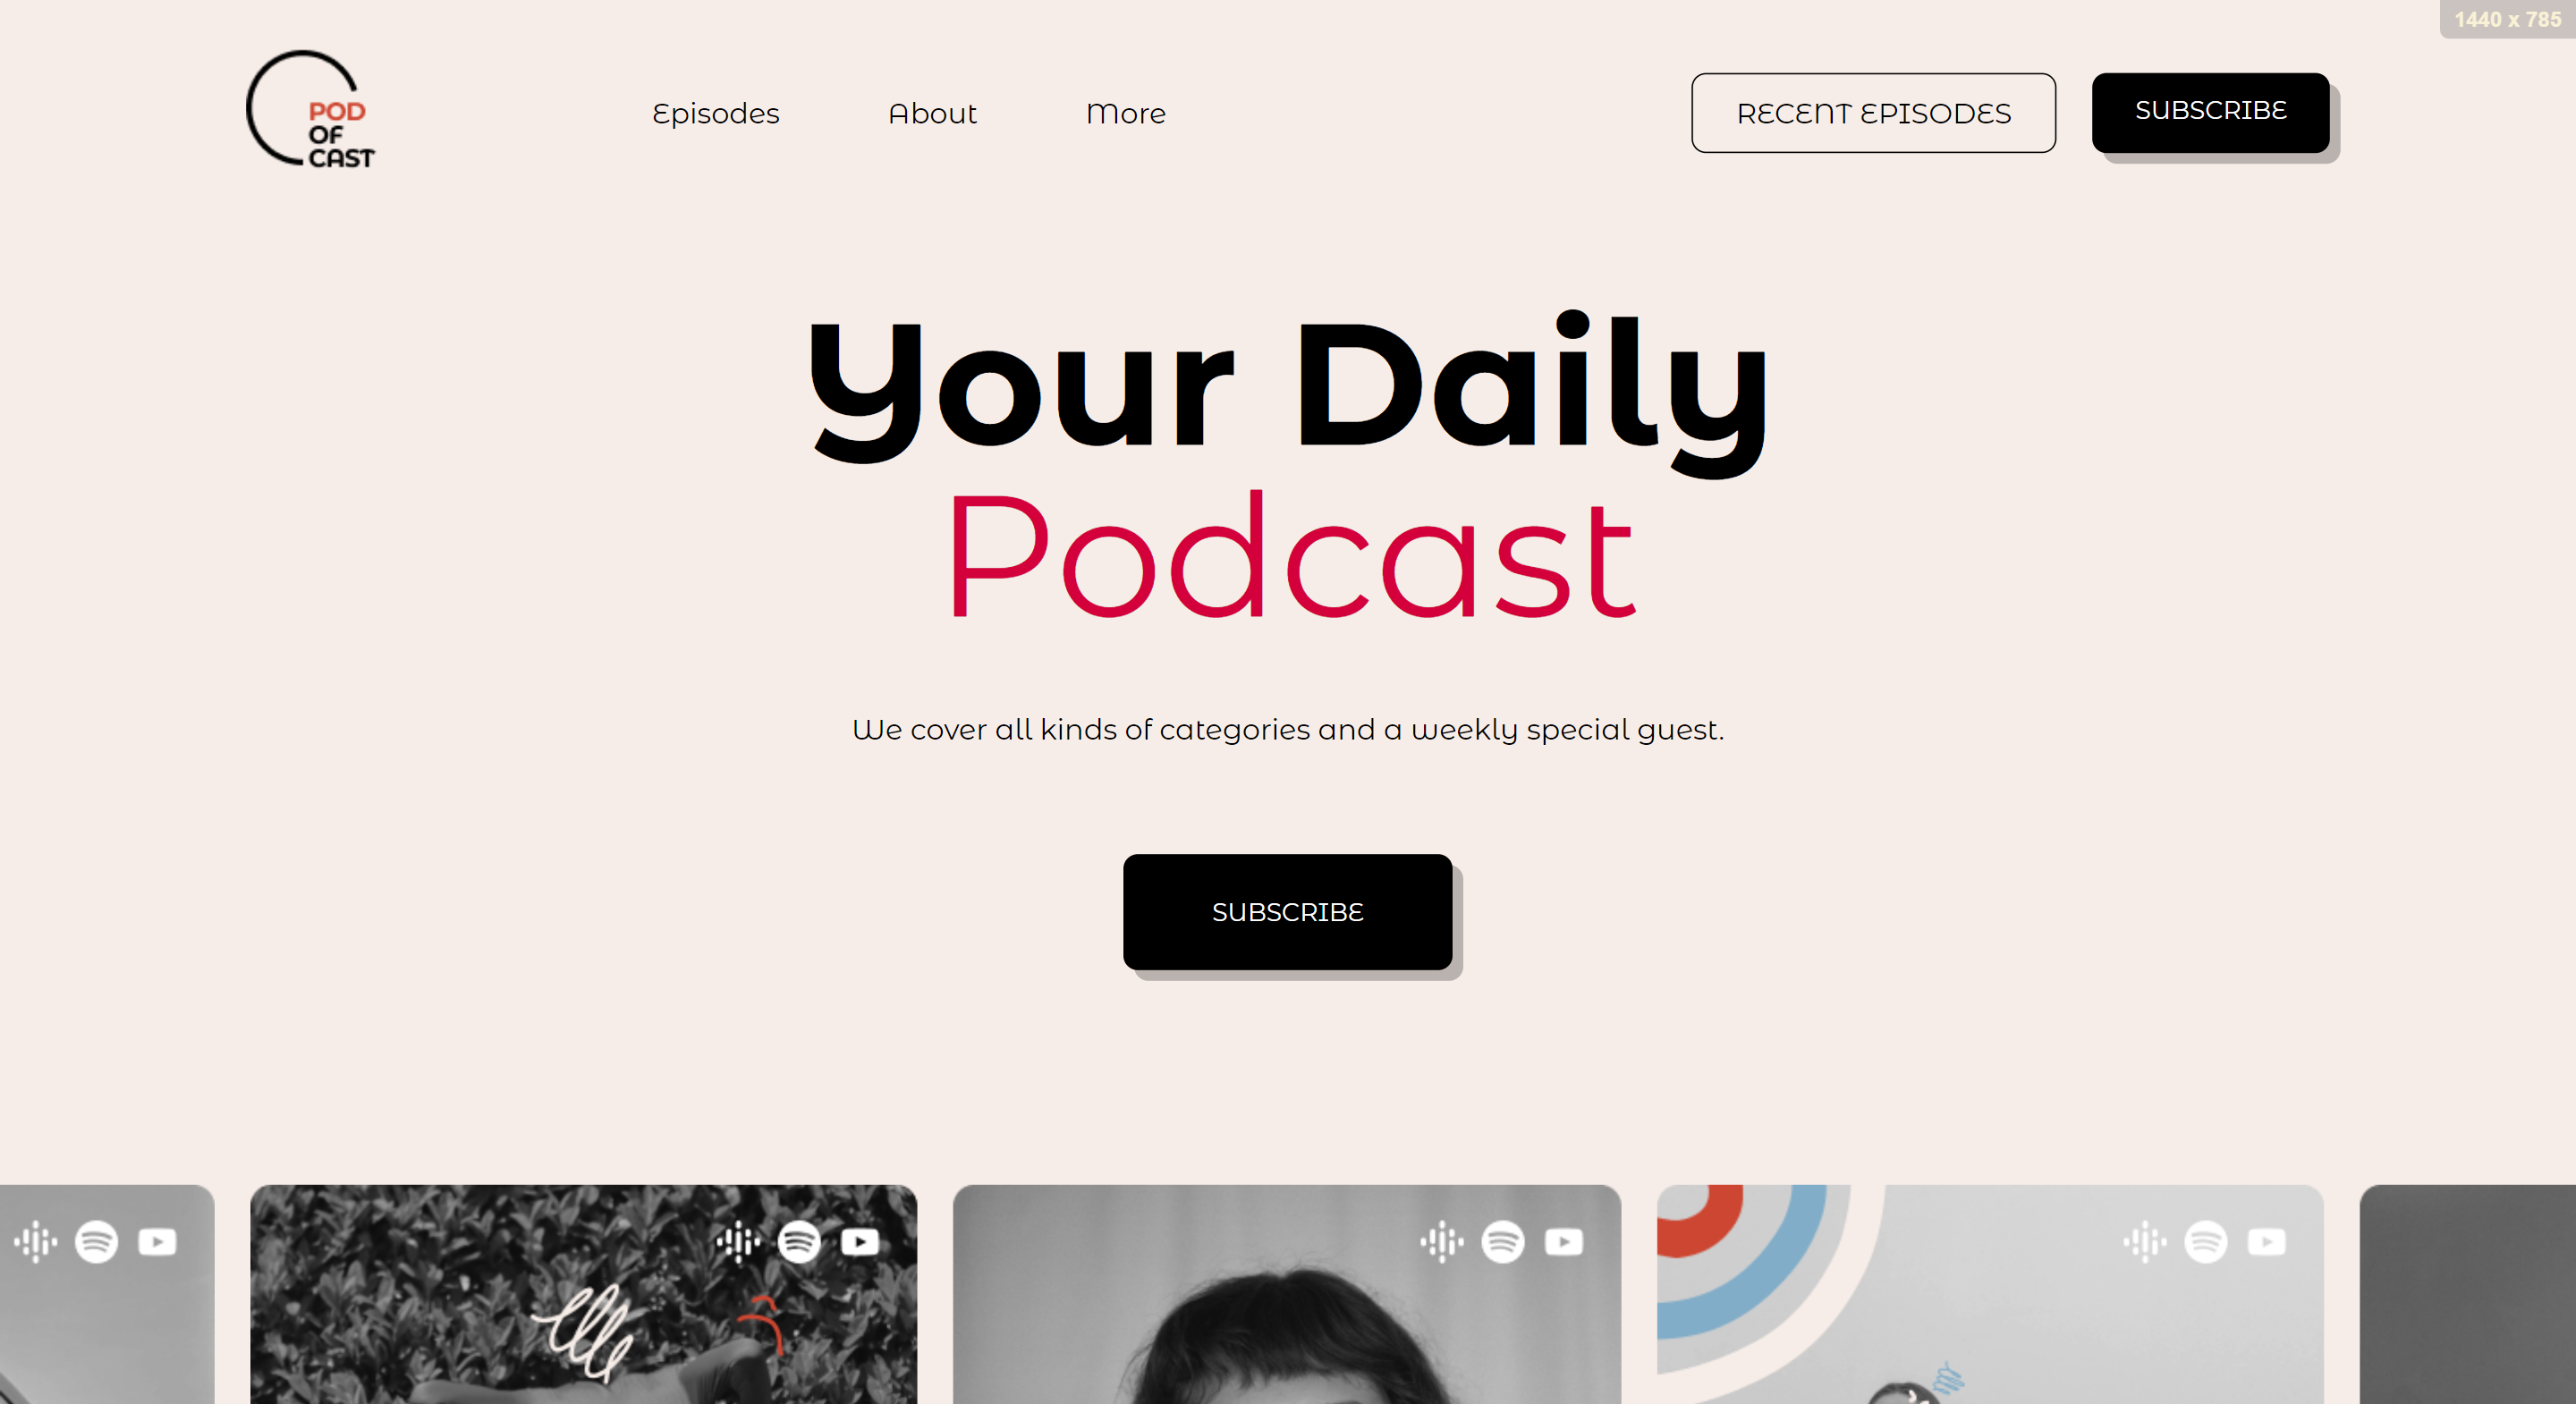 1440 x 785
POD
OF
CAST
Episodes About More RECENT EPISODES SUBSCRIBE
Your Daily
Podcast
We cover all kinds of categories and a weekly special guest.
SUBSCRIBE